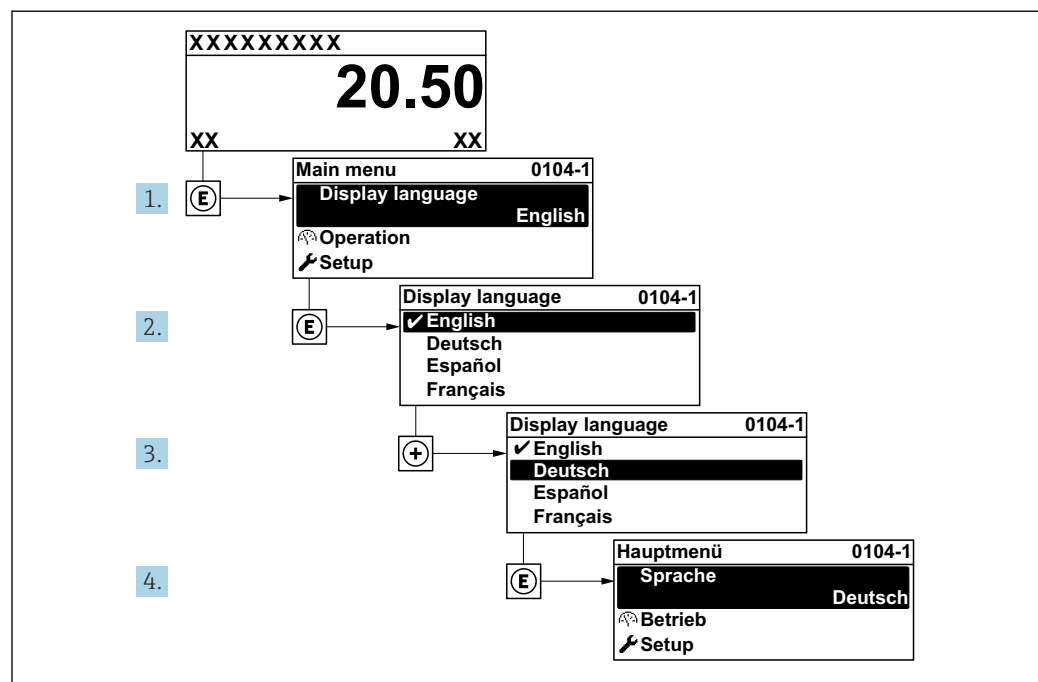 XXXXXXXXX
20.50
XX XX
1. E
Main menu 0104-1
Display language
English
Operation
Setup
2. E
Display language 0104-1
✔ English
Deutsch
Español
Français
3. +
Display language 0104-1
✔ English
Deutsch
Español
Français
4. E
Hauptmenü 0104-1
Sprache
Deutsch
Betrieb
Setup